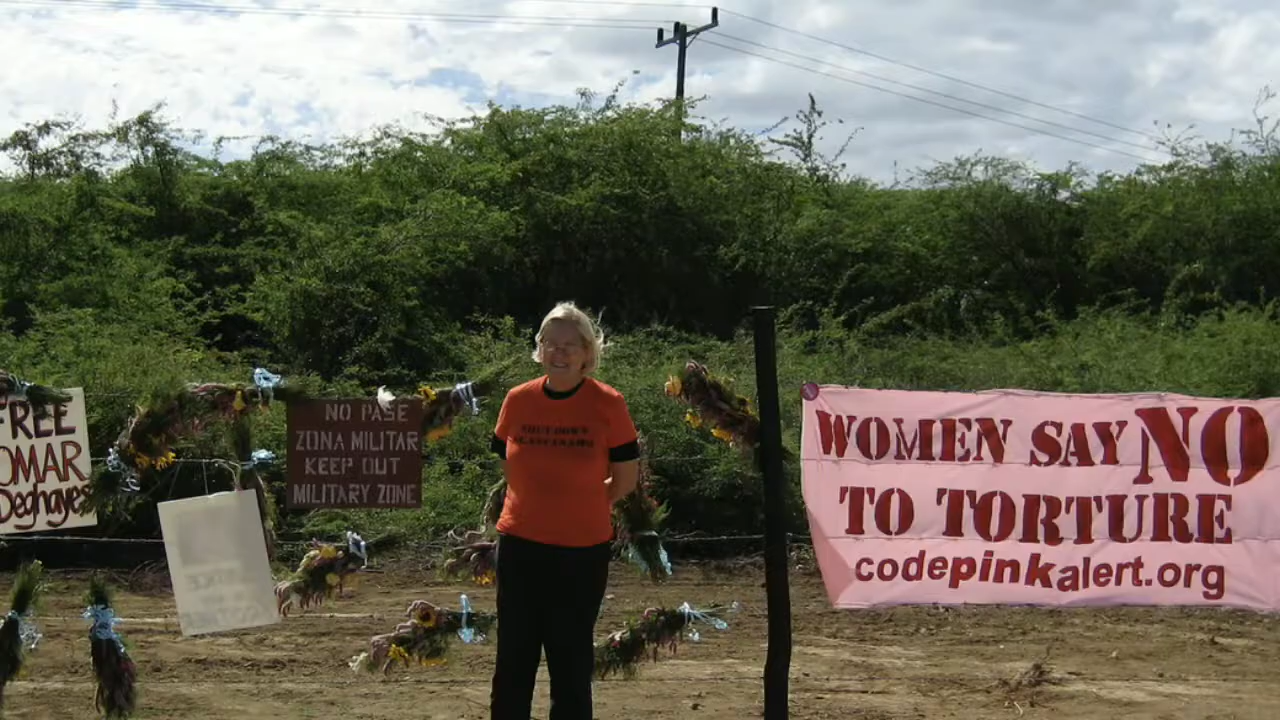 FREE
OMAR
Deghayes
NO PASE
ZONA MILITAR
KEEP OUT
MILITARY ZONE
SHUT DOWN
GUANTANAMO
WOMEN SAY NO
TO TORTURE
codepinkalert.org